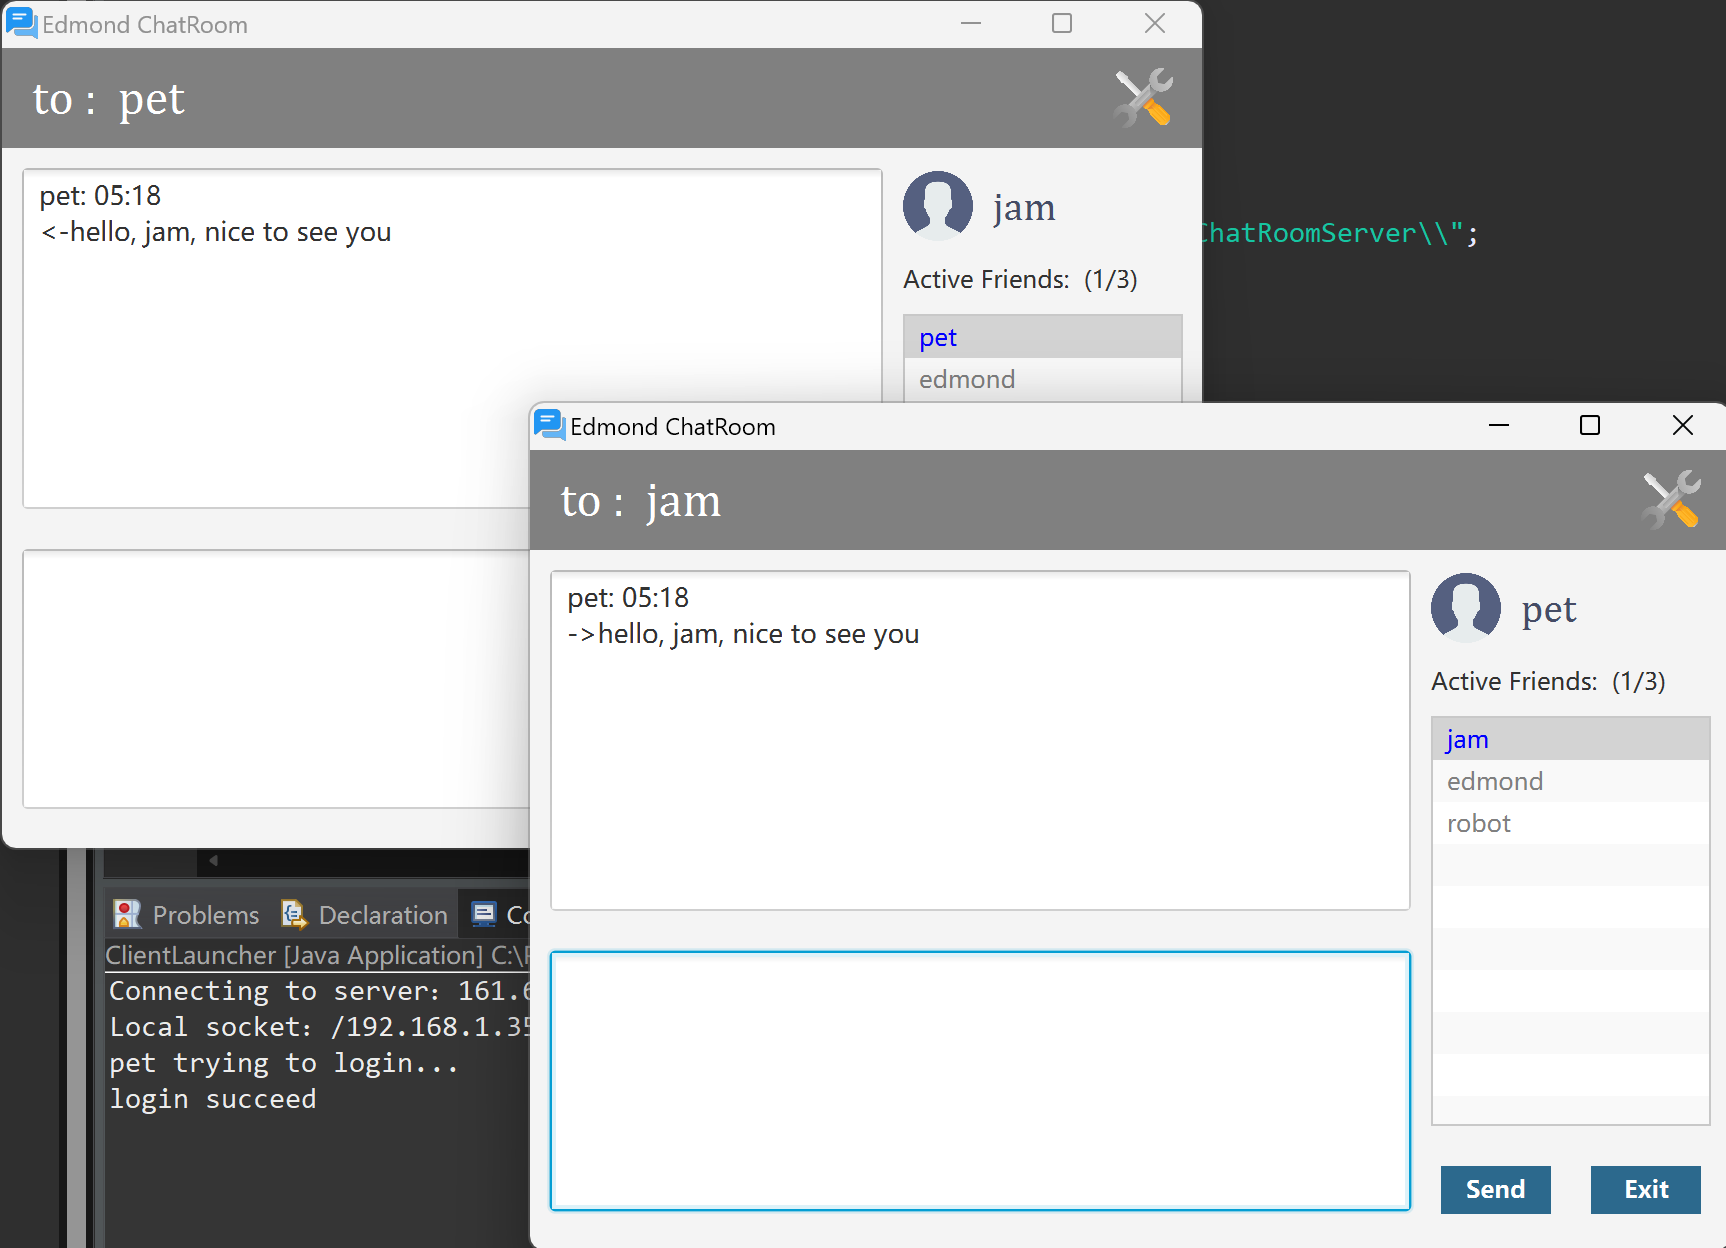 Edmond ChatRoom
to : pet
pet: 05:18
<-hello, jam, nice to see you
jam
Active Friends: (1/3)
pet
edmond
ChatRoomServer\\";
Edmond ChatRoom
to : jam
pet: 05:18
->hello, jam, nice to see you
pet
Active Friends: (1/3)
jam
edmond
robot
Send
Exit
Problems
Declaration
ClientLauncher [Java Application] C:\
Connecting to server: 161.
Local socket: /192.168.1.35
pet trying to login...
login succeed